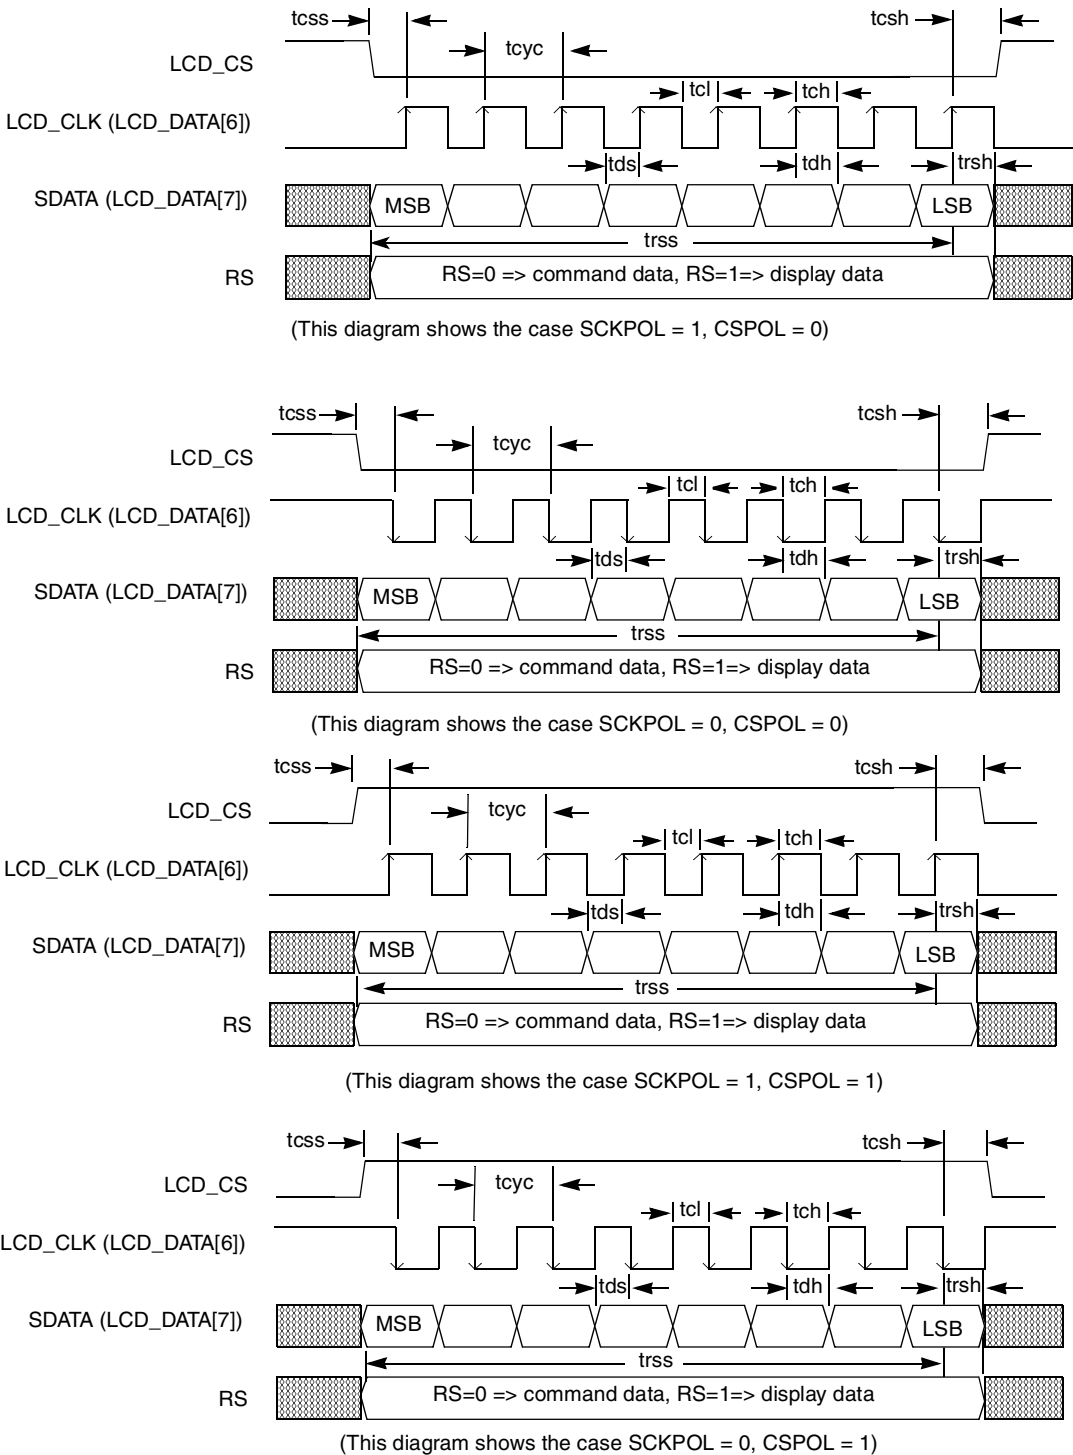 tcss
tcsh
LCD_CS
tcyc
tcl
tch
LCD_CLK (LCD_DATA[6])
tds
tdh
trsh
SDATA (LCD_DATA[7])
MSB
LSB
trss
RS
RS=0 => command data, RS=1=> display data
(This diagram shows the case SCKPOL = 1, CSPOL = 0)
tcss
tcsh
LCD_CS
tcyc
tcl
tch
LCD_CLK (LCD_DATA[6])
tds
tdh
trsh
SDATA (LCD_DATA[7])
MSB
LSB
trss
RS
RS=0 => command data, RS=1=> display data
(This diagram shows the case SCKPOL = 0, CSPOL = 0)
tcss
tcsh
LCD_CS
tcyc
tcl
tch
LCD_CLK (LCD_DATA[6])
tds
tdh
trsh
SDATA (LCD_DATA[7])
MSB
LSB
trss
RS
RS=0 => command data, RS=1=> display data
(This diagram shows the case SCKPOL = 1, CSPOL = 1)
tcss
tcsh
LCD_CS
tcyc
tcl
tch
LCD_CLK (LCD_DATA[6])
tds
tdh
trsh
SDATA (LCD_DATA[7])
MSB
LSB
trss
RS
RS=0 => command data, RS=1=> display data
(This diagram shows the case SCKPOL = 0, CSPOL = 1)